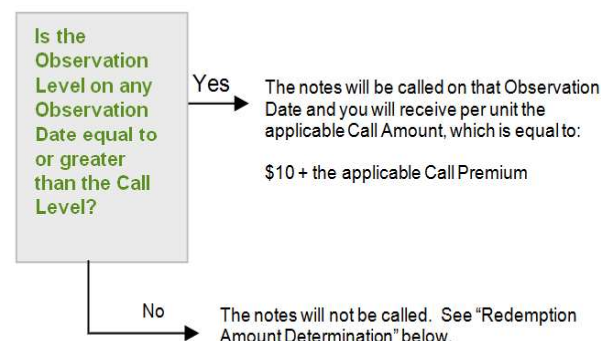 Is the
Observation
Level on any
Observation
Date equal to
or greater
than the Call
Level?
Yes
The notes will be called on that Observation
Date and you will receive per unit the
applicable Call Amount, which is equal to:
$10 + the applicable Call Premium
No
The notes will not be called. See “Redemption
Amount Determination” below.